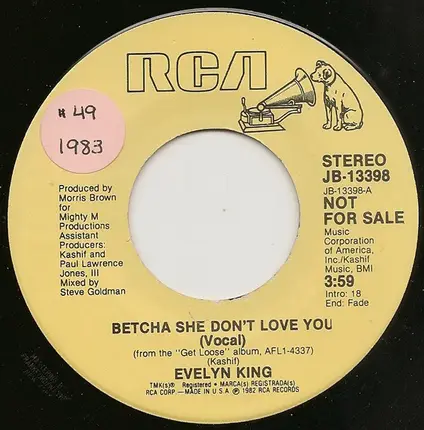 RCA
# 49
1983
STEREO
JB-13398
JB-13398-A
NOT
FOR SALE
Music
Corporation
of America,
Inc./Kashif
Music, BMI
3:59
Intro: 18
End: Fade
Produced by
Morris Brown
for
Mighty M
Productions
Assistant
Producers:
Kashif and
Paul Lawrence
Jones, III
Mixed by
Steve Goldman
BETCHA SHE DON'T LOVE YOU
(Vocal)
(from the "Get Loose" album, AFL1-4337)
(Kashif)
EVELYN KING
TMK(s)® Registered • MARCA(s) REGISTRADA(s)
RCA CORP.—MADE IN U.S.A. ℗ 1982 RCA RECORDS